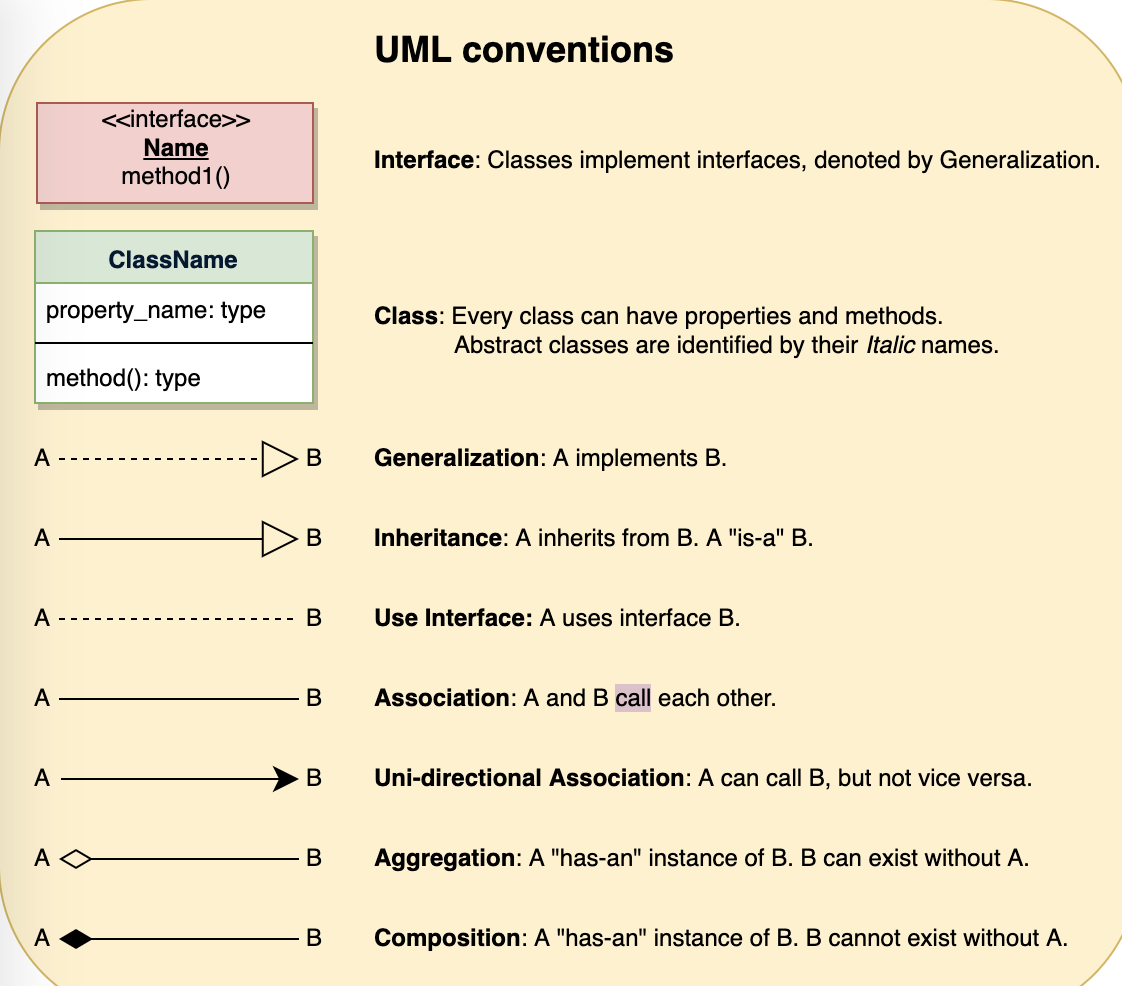 UML conventions
<<interface>>
Name
method1()
Interface: Classes implement interfaces, denoted by Generalization.
ClassName
property_name: type
method(): type
Class: Every class can have properties and methods.
Abstract classes are identified by their Italic names.
A B Generalization: A implements B.
A B Inheritance: A inherits from B. A "is-a" B.
A B Use Interface: A uses interface B.
A B Association: A and B call each other.
A B Uni-directional Association: A can call B, but not vice versa.
A B Aggregation: A "has-an" instance of B. B can exist without A.
A B Composition: A "has-an" instance of B. B cannot exist without A.